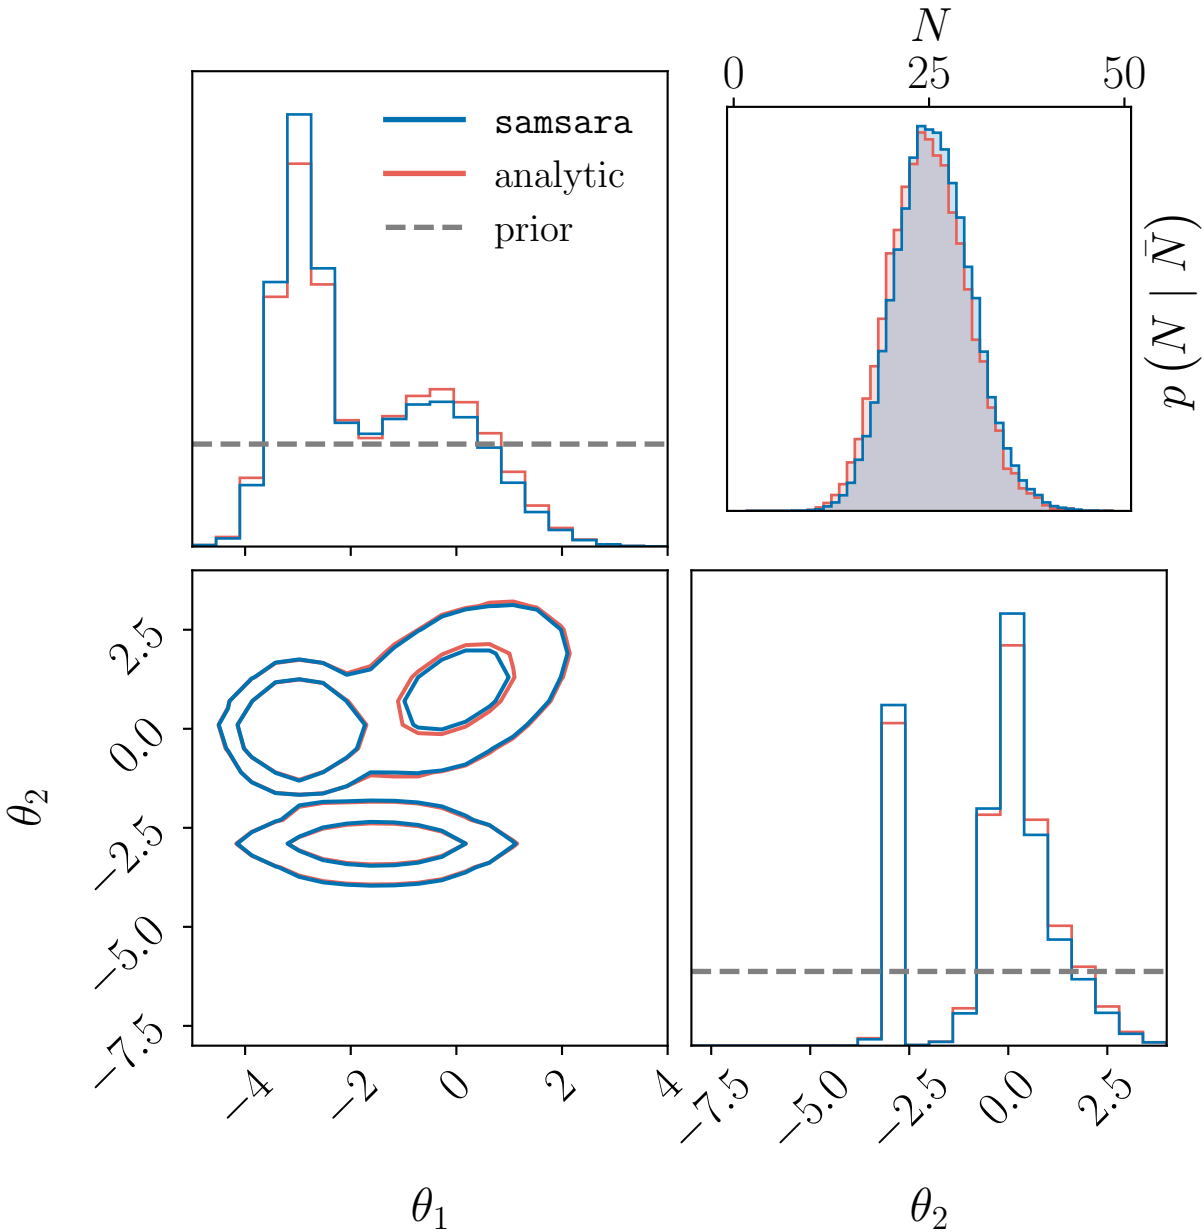 N
0 25 50
samsara
analytic
prior
p (N | N̄)
2.5
0.0
−2.5
−5.0
−7.5
θ₂
−4 −2 0 2 4
θ₁
−7.5 −5.0 −2.5 0.0 2.5
θ₂